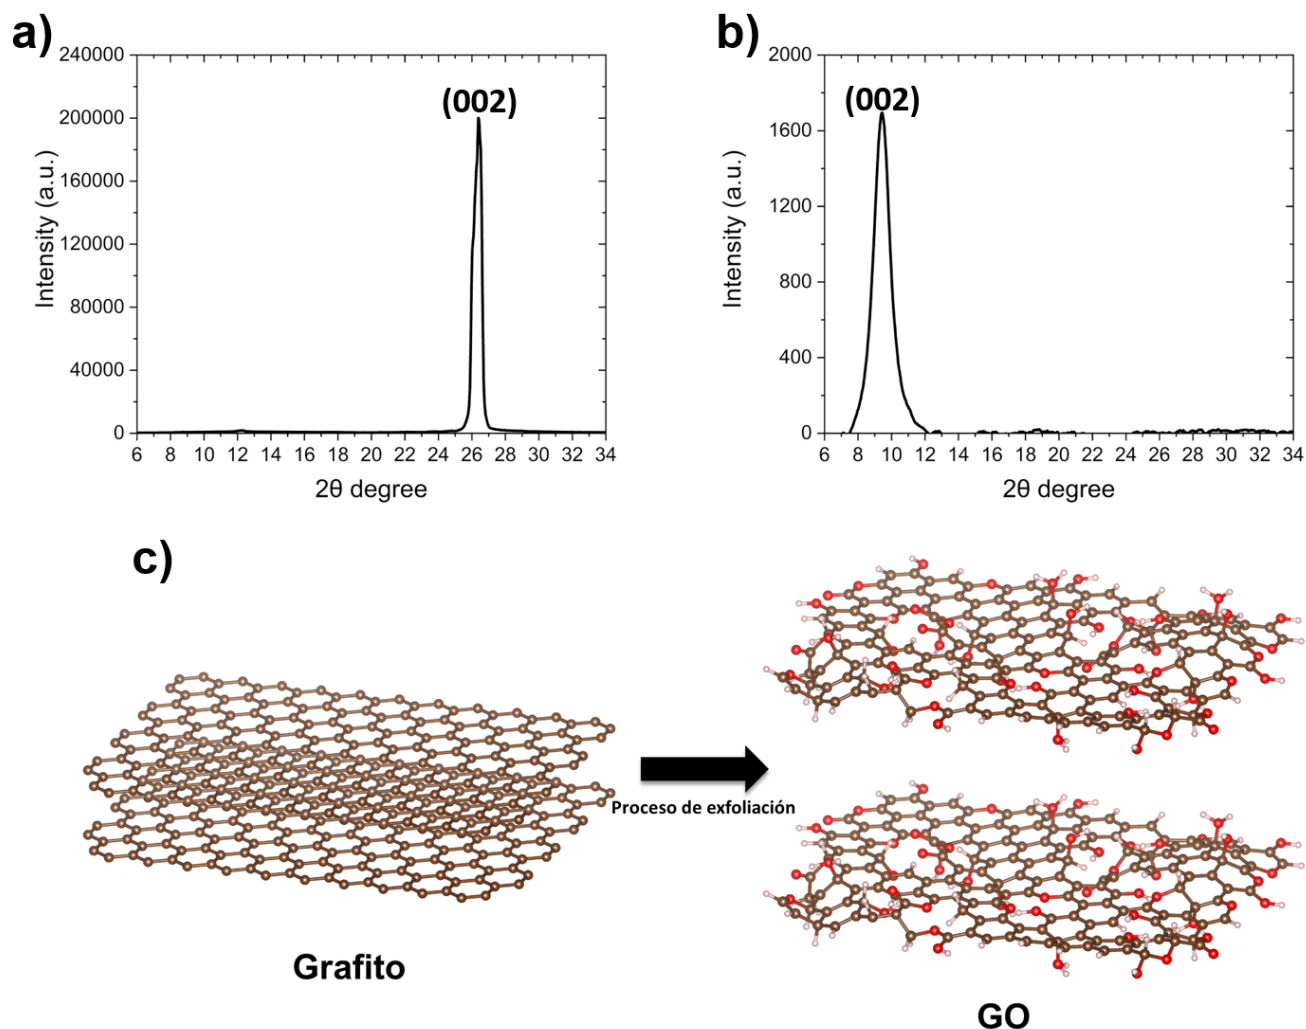 a)
240000
200000
160000
120000
80000
40000
0
Intensity (a.u.)
(002)
6 8 10 12 14 16 18 20 22 24 26 28 30 32 34
2θ degree
b)
2000
1600
1200
800
400
0
Intensity (a.u.)
(002)
6 8 10 12 14 16 18 20 22 24 26 28 30 32 34
2θ degree
c)
Proceso de exfoliación
Grafito
GO